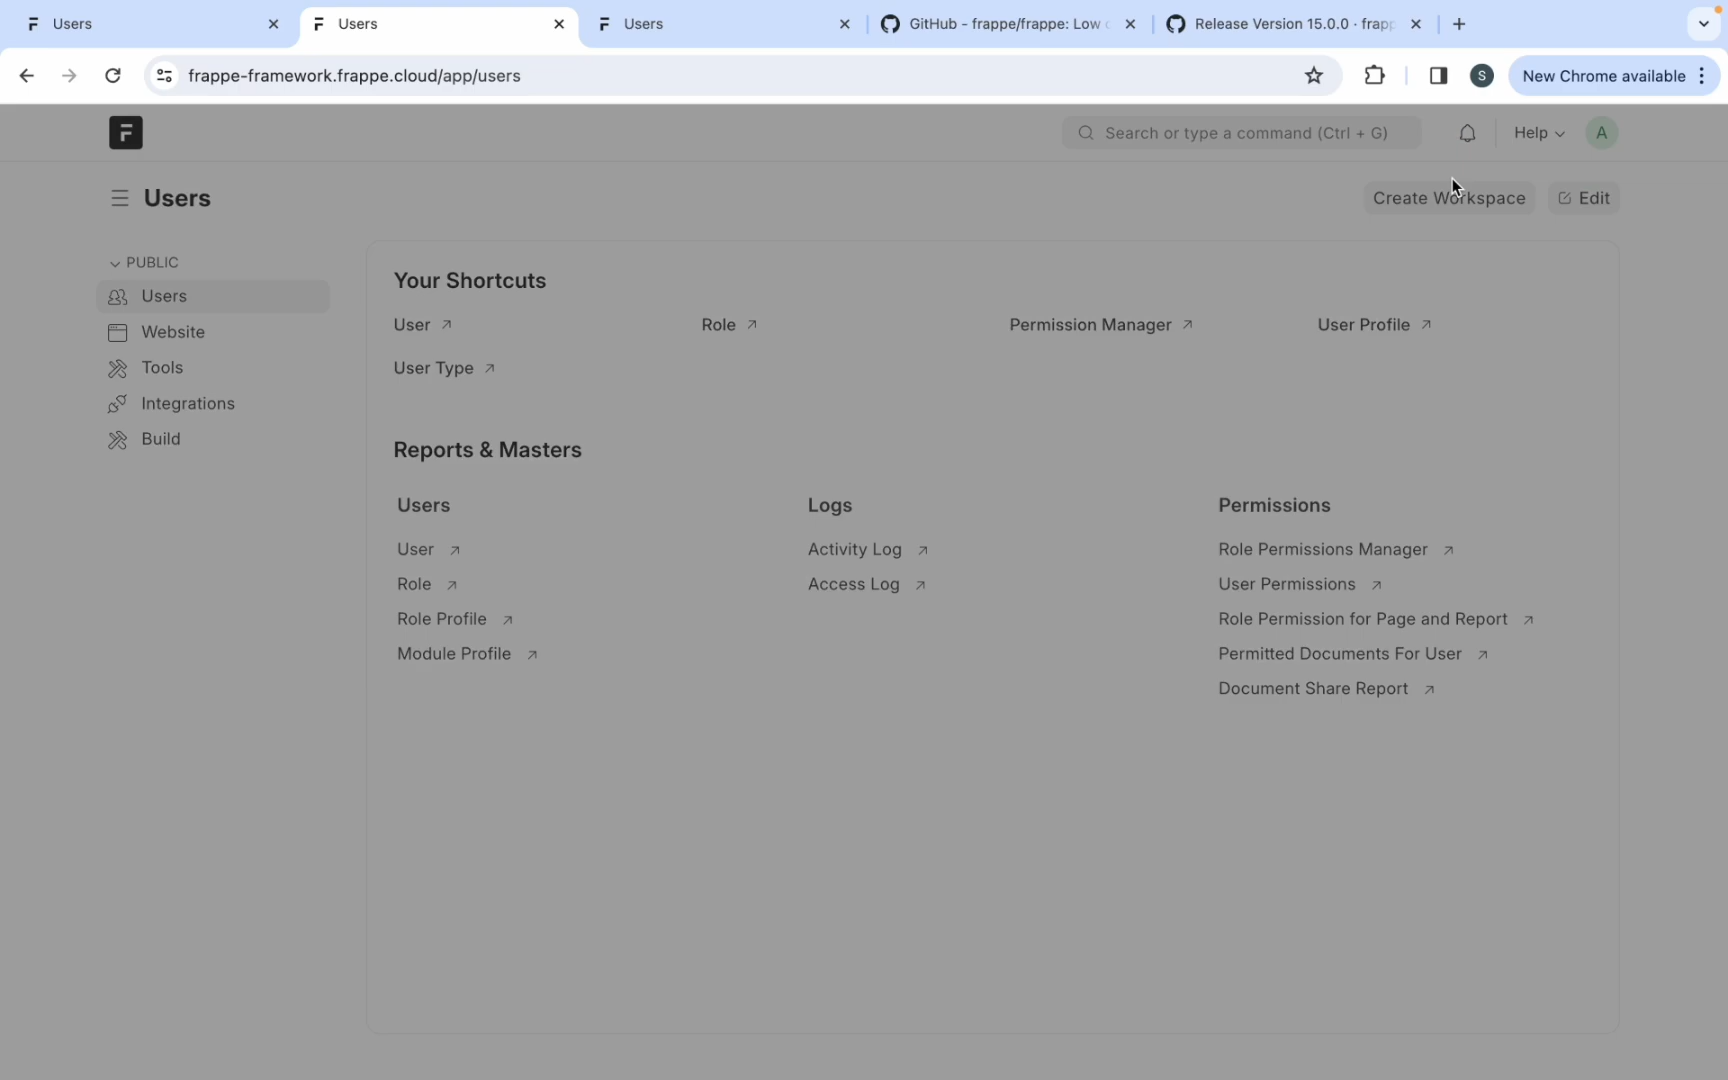 Users
Users
Users
GitHub - frappe/frappe: Low
Release Version 15.0.0 · frap
frappe-framework.frappe.cloud/app/users
S
New Chrome available
F
Search or type a command (Ctrl + G)
Help
A
Users
Create Workspace
Edit
PUBLIC
Users
Website
Tools
Integrations
Build
Your Shortcuts
User
Role
Permission Manager
User Profile
User Type
Reports & Masters
Users
Logs
Permissions
User
Activity Log
Role Permissions Manager
Role
Access Log
User Permissions
Role Profile
Role Permission for Page and Report
Module Profile
Permitted Documents For User
Document Share Report